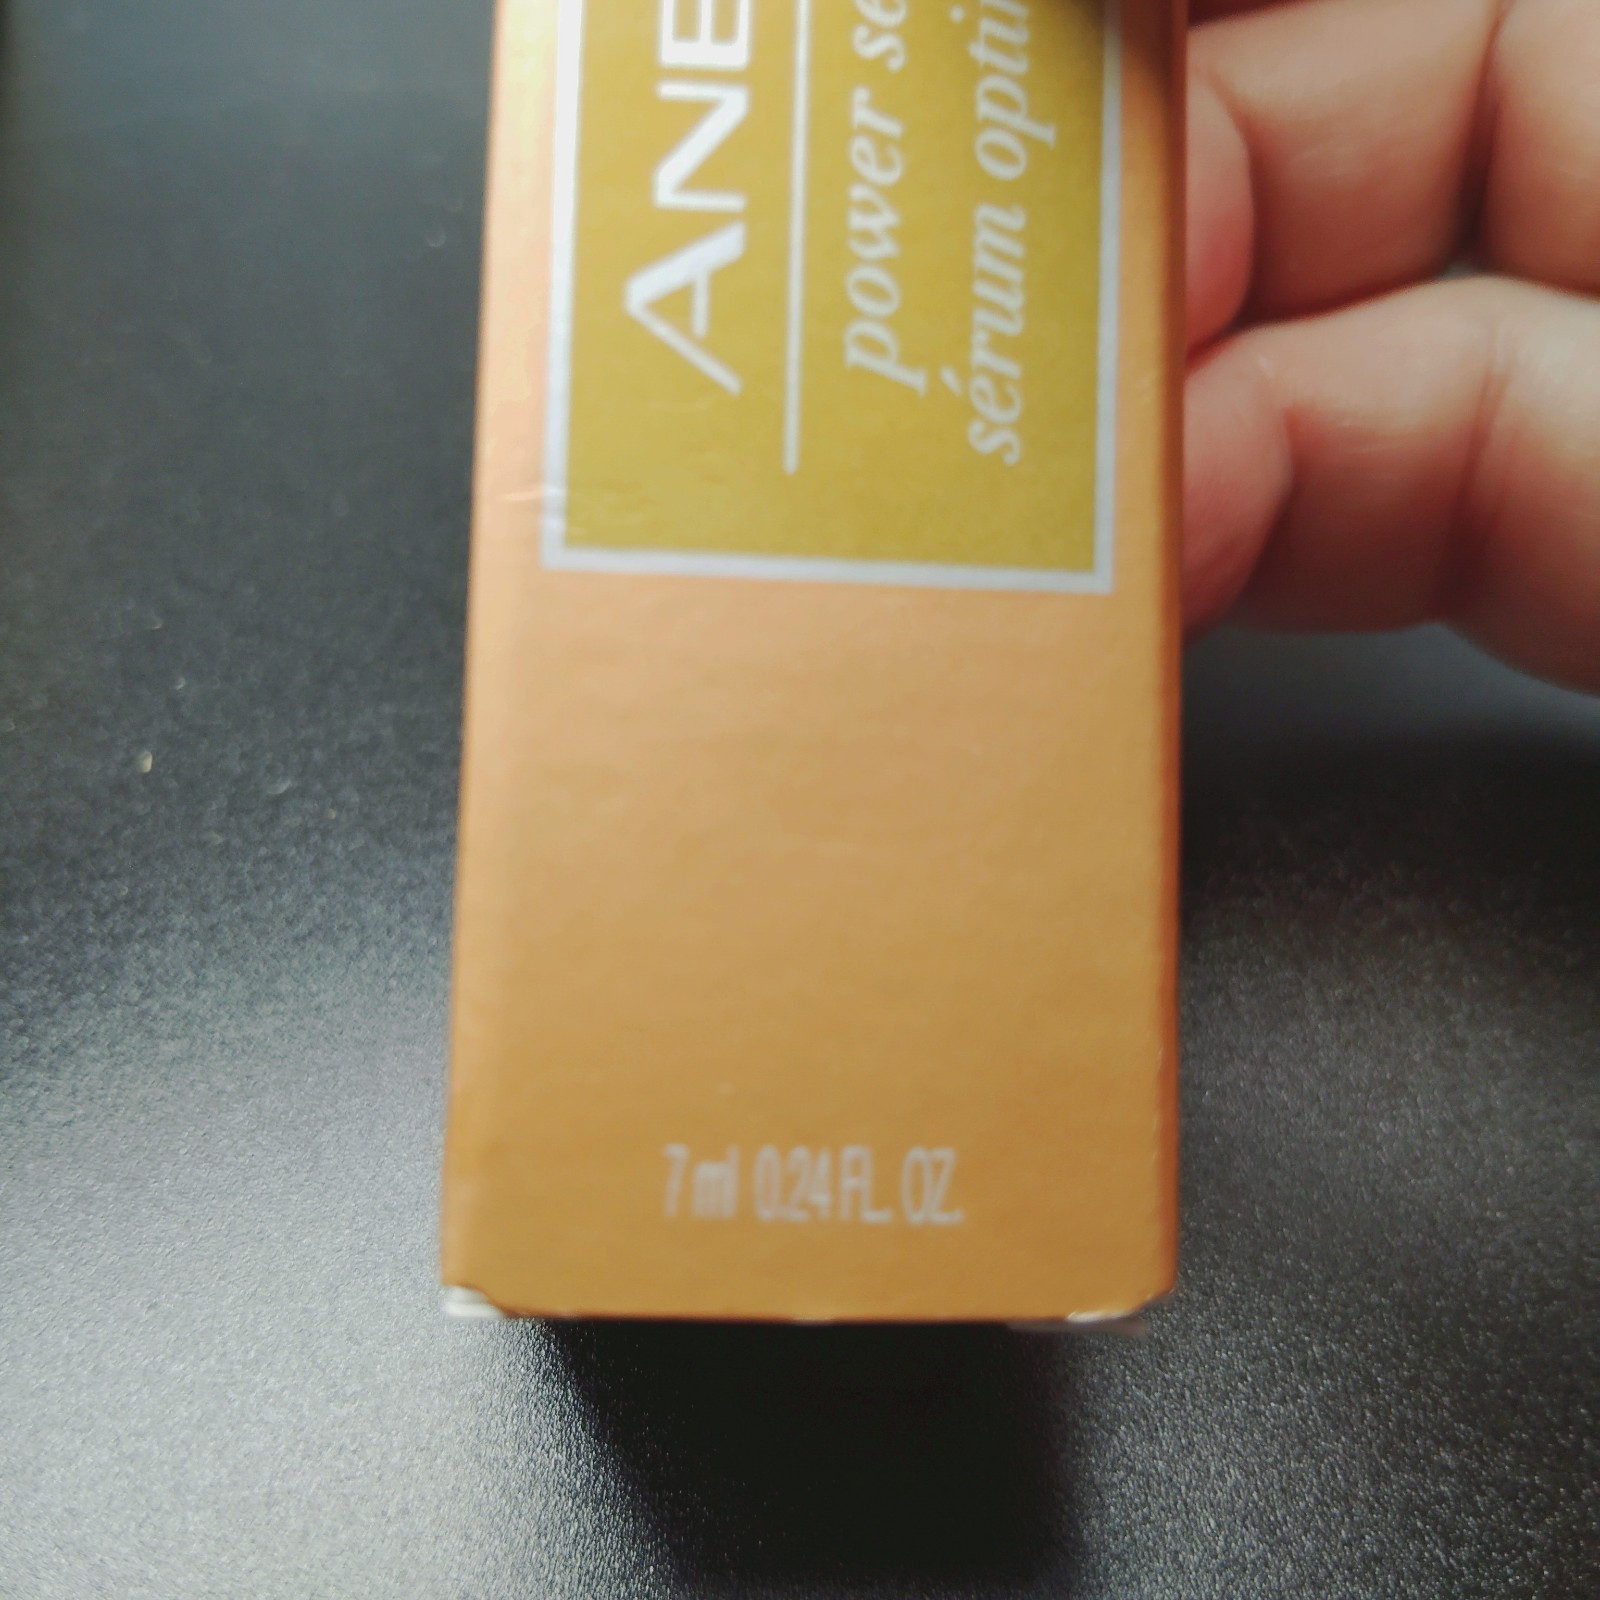 ANE
power se
sérum opti
7 ml 0.24 FL. OZ.